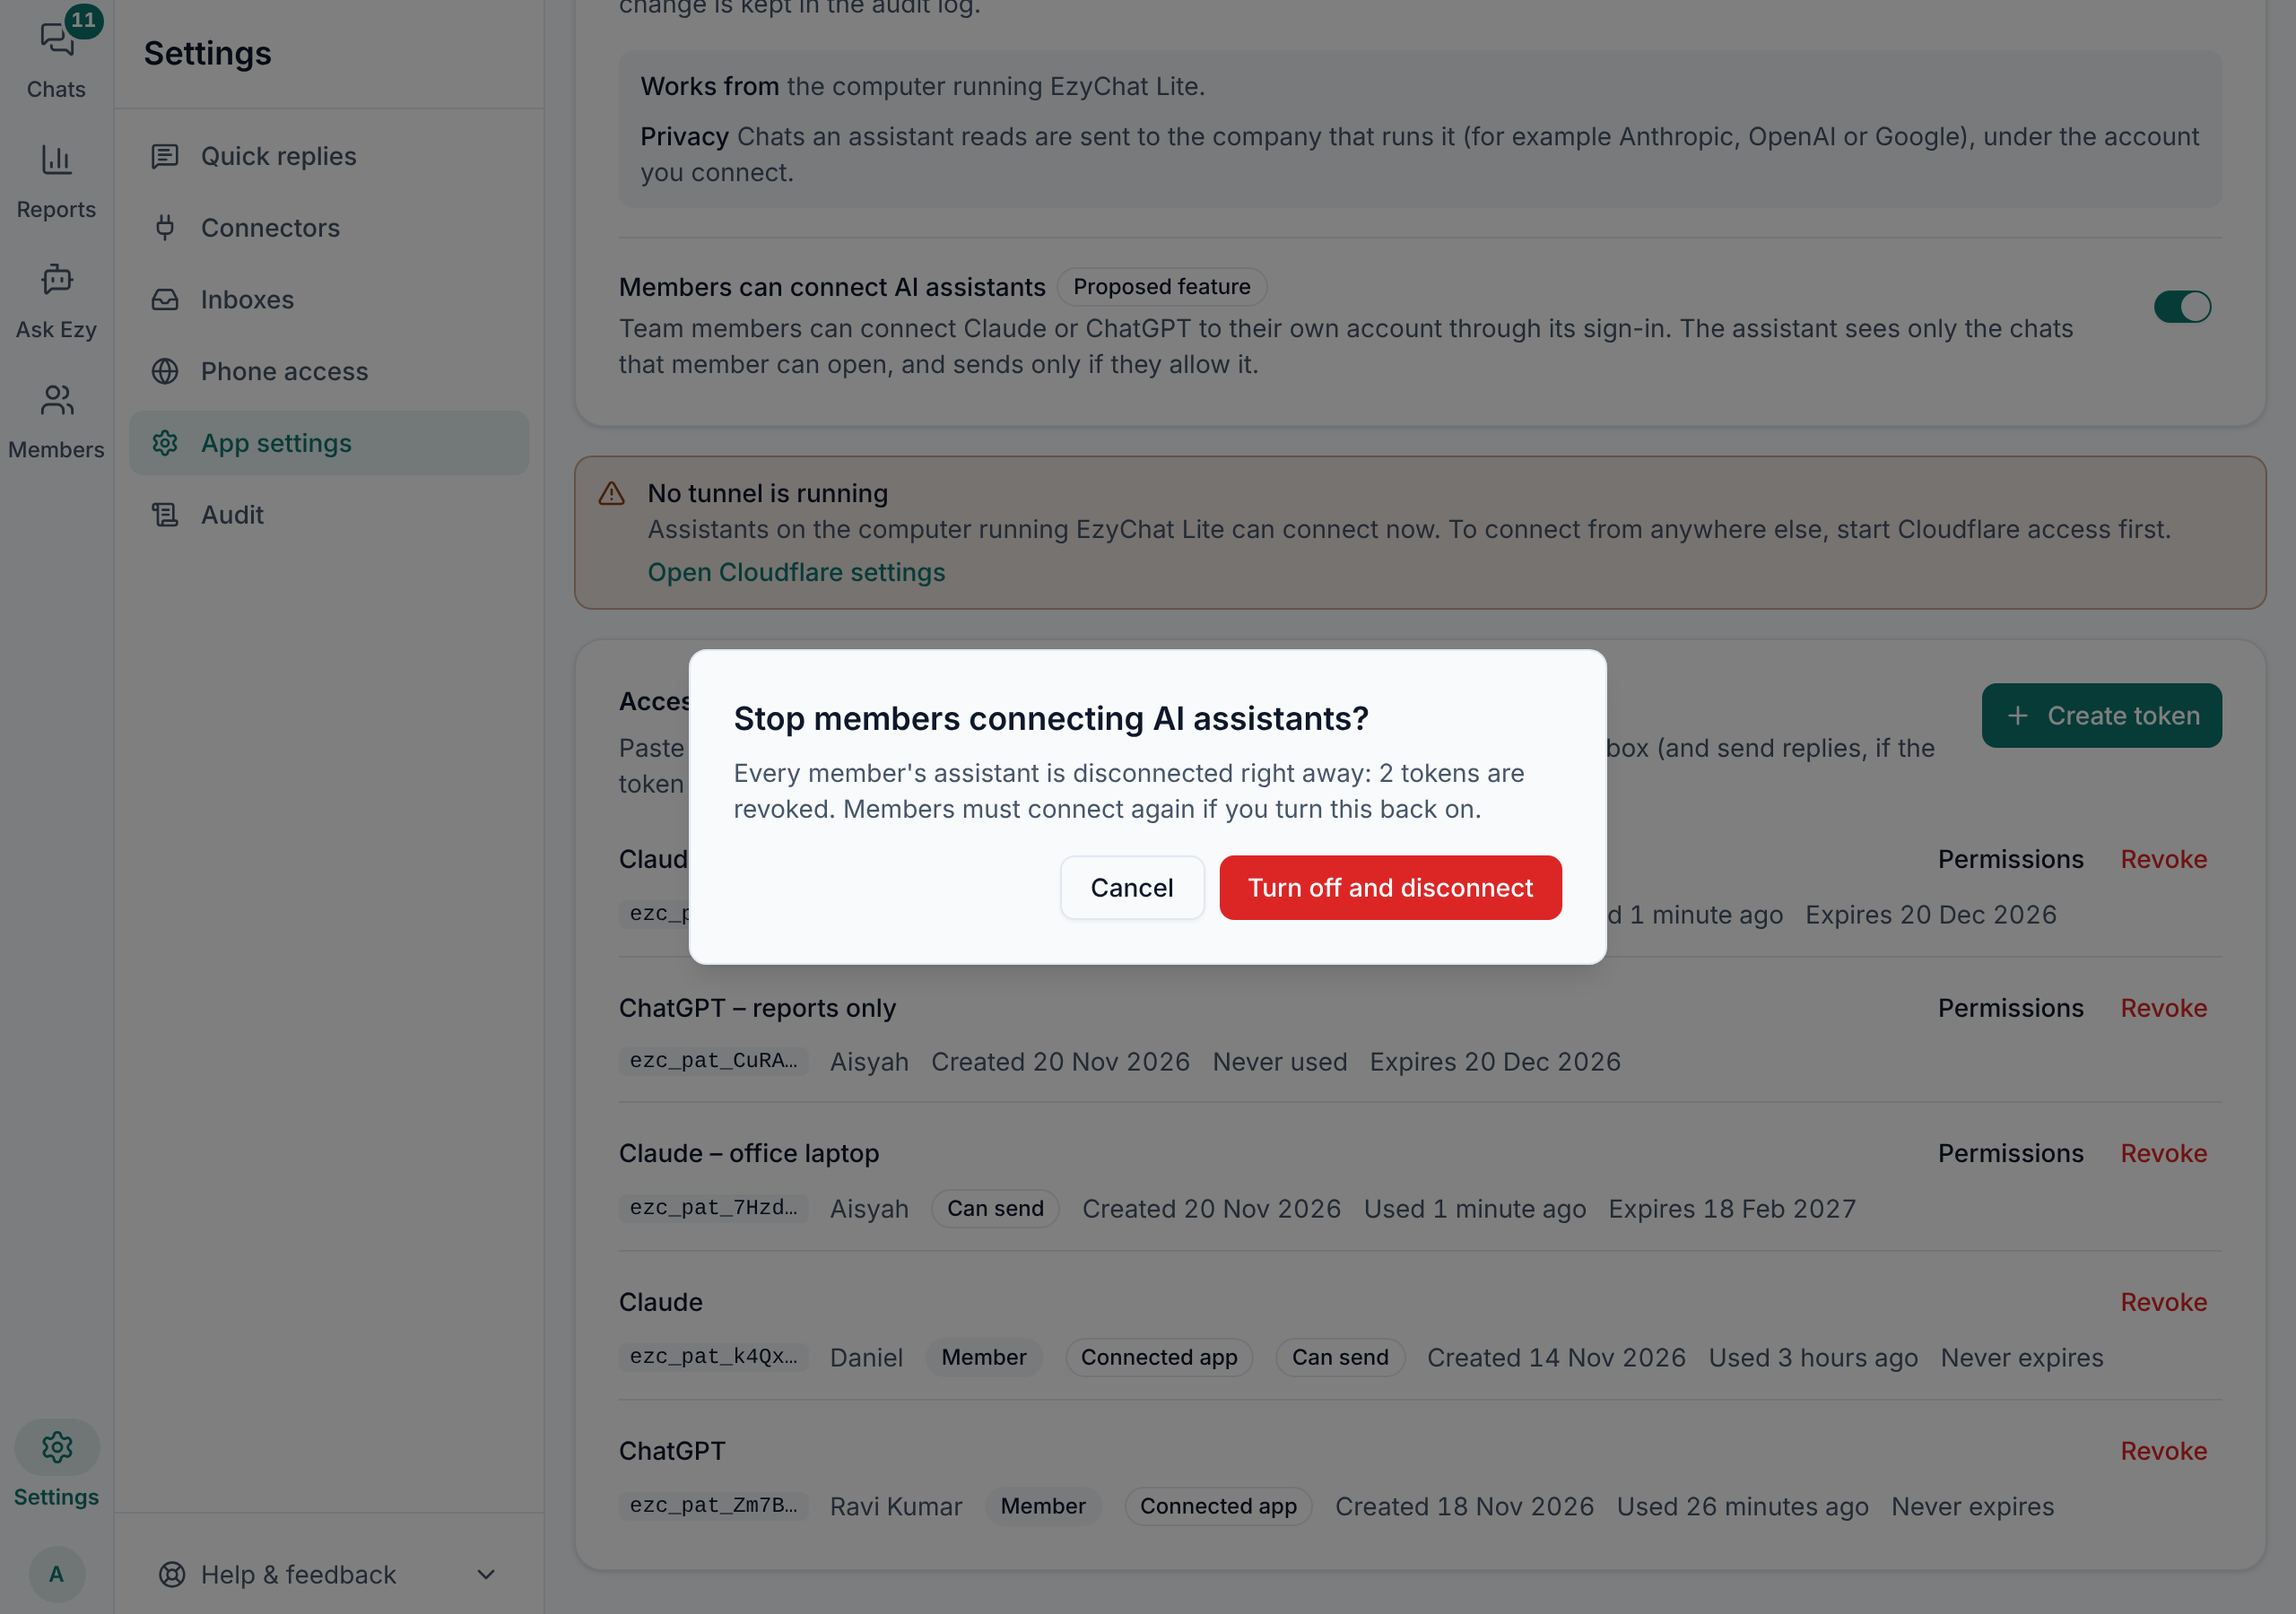 11
Chats
Reports
Ask Ezy
Members
Settings
A
Settings
Quick replies
Connectors
Inboxes
Phone access
App settings
Audit
Help & feedback
change is kept in the audit log.
Works from the computer running EzyChat Lite.
Privacy Chats an assistant reads are sent to the company that runs it (for example Anthropic, OpenAI or Google), under the account
you connect.
Members can connect AI assistants Proposed feature
Team members can connect Claude or ChatGPT to their own account through its sign-in. The assistant sees only the chats
that member can open, and sends only if they allow it.
No tunnel is running
Assistants on the computer running EzyChat Lite can connect now. To connect from anywhere else, start Cloudflare access first.
Open Cloudflare settings
Create token
Paste
box (and send replies, if the
token
Stop members connecting AI assistants?
Every member's assistant is disconnected right away: 2 tokens are
revoked. Members must connect again if you turn this back on.
Cancel Turn off and disconnect
Permissions Revoke
1 minute ago Expires 20 Dec 2026
ChatGPT – reports only Permissions Revoke
ezc_pat_CuRA… Aisyah Created 20 Nov 2026 Never used Expires 20 Dec 2026
Claude – office laptop Permissions Revoke
ezc_pat_7Hzd… Aisyah Can send Created 20 Nov 2026 Used 1 minute ago Expires 18 Feb 2027
Claude Revoke
ezc_pat_k4Qx… Daniel Member Connected app Can send Created 14 Nov 2026 Used 3 hours ago Never expires
ChatGPT Revoke
ezc_pat_Zm7B… Ravi Kumar Member Connected app Created 18 Nov 2026 Used 26 minutes ago Never expires